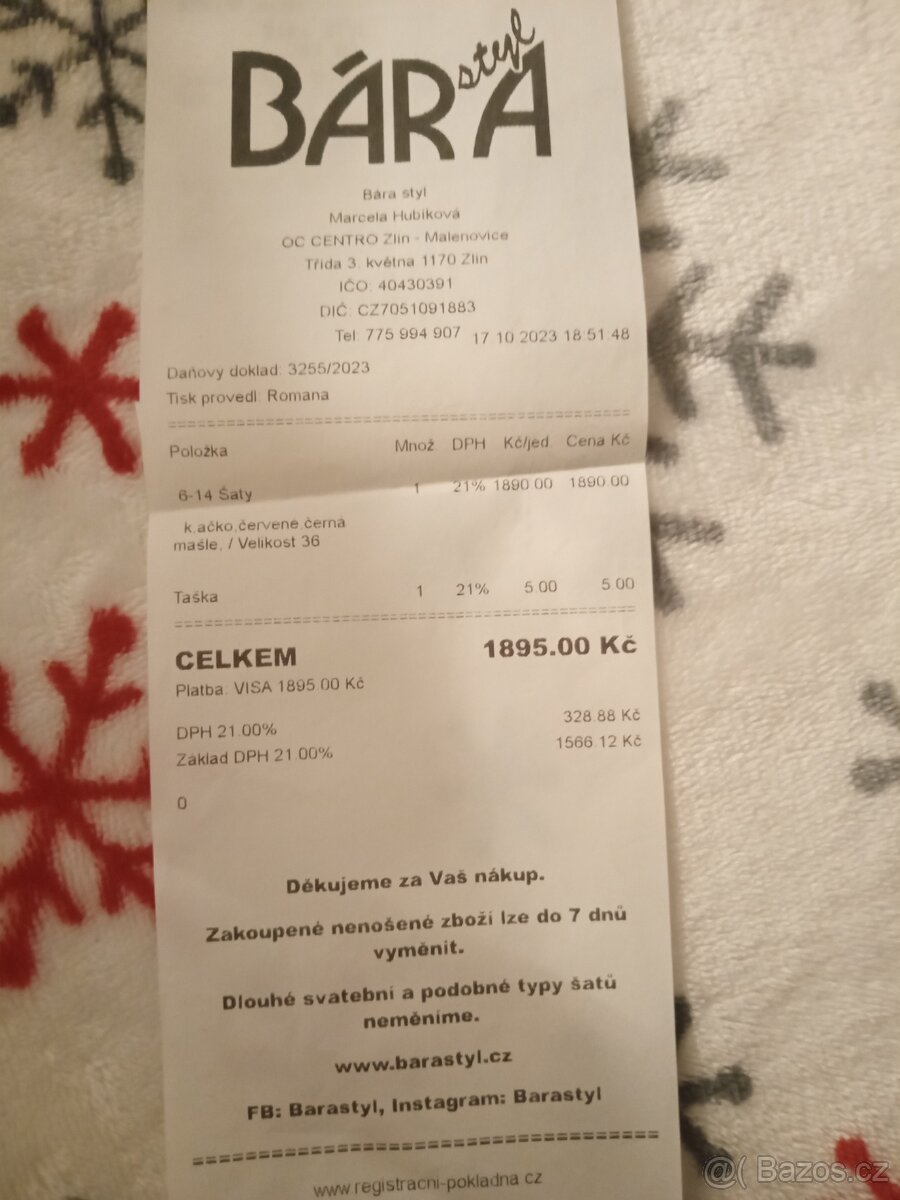 BÁRA styl
Bára styl
Marcela Hubíková
OC CENTRO Zlín - Malenovice
Třída 3. května 1170 Zlín
IČO: 40430391
DIČ: CZ7051091883
Tel: 775 994 907 17.10.2023 18:51:48
Daňový doklad: 3255/2023
Tisk provedl: Romana
Položka Množ DPH Kč/jed Cena Kč
6-14 Šaty 1 21% 1890.00 1890.00
k,ačko,červené,černá
mašle, / Velikost 36
Taška 1 21% 5.00 5.00
CELKEM 1895.00 Kč
Platba: VISA 1895.00 Kč
DPH 21.00% 328.88 Kč
Základ DPH 21.00% 1566.12 Kč
0
Děkujeme za Vaš nákup.
Zakoupené nenošené zboží lze do 7 dnů
vyměnit.
Dlouhé svatební a podobné typy šatů
neměníme.
www.barastyl.cz
FB: Barastyl, Instagram: Barastyl
www.registracni-pokladna.cz
@( Bazos.cz